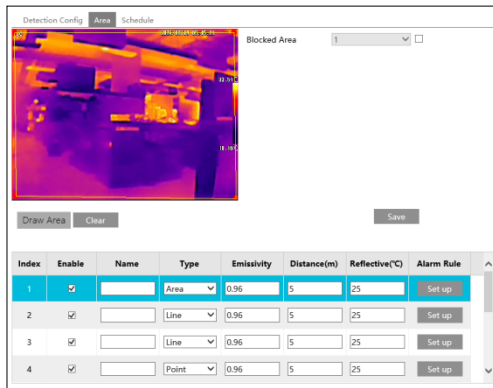 Detection Config Area Schedule
Blocked Area 1
Draw Area Clear Save
Index Enable Name Type Emissivity Distance(m) Reflective(℃) Alarm Rule
1 Area 0.96 5 25 Set up
2 Line 0.96 5 25 Set up
3 Line 0.96 5 25 Set up
4 Point 0.96 5 25 Set up